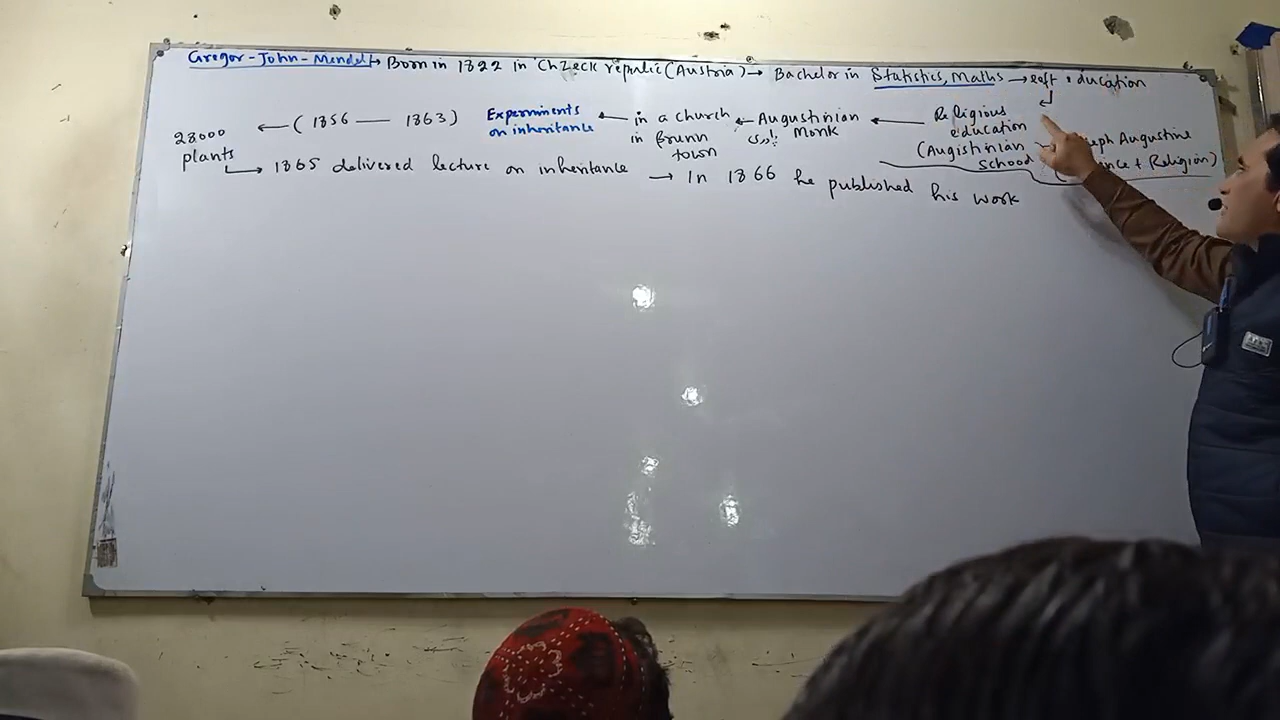 Gregor-John-Mendel → Born in 1822 in Chzeck repulic (Austria) → Bachelor in Statistics, Maths → left education
Religious education (Augistinian school
Joseph Augustine
(Science + Religion)
← Augustinian Monk
پادری
← in a church in Brunn town
← Experiments on inheritance
(1856 — 1863)
← 28000 plants
→ 1865 delivered lecture on inheritance → In 1866 he published his work